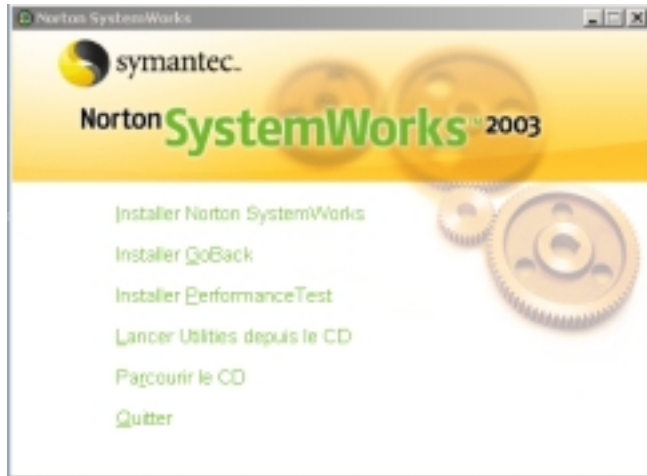 Norton SystemWorks
symantec.
Norton SystemWorks™ 2003
Installer Norton SystemWorks
Installer GoBack
Installer PerformanceTest
Lancer Utilities depuis le CD
Parcourir le CD
Quitter